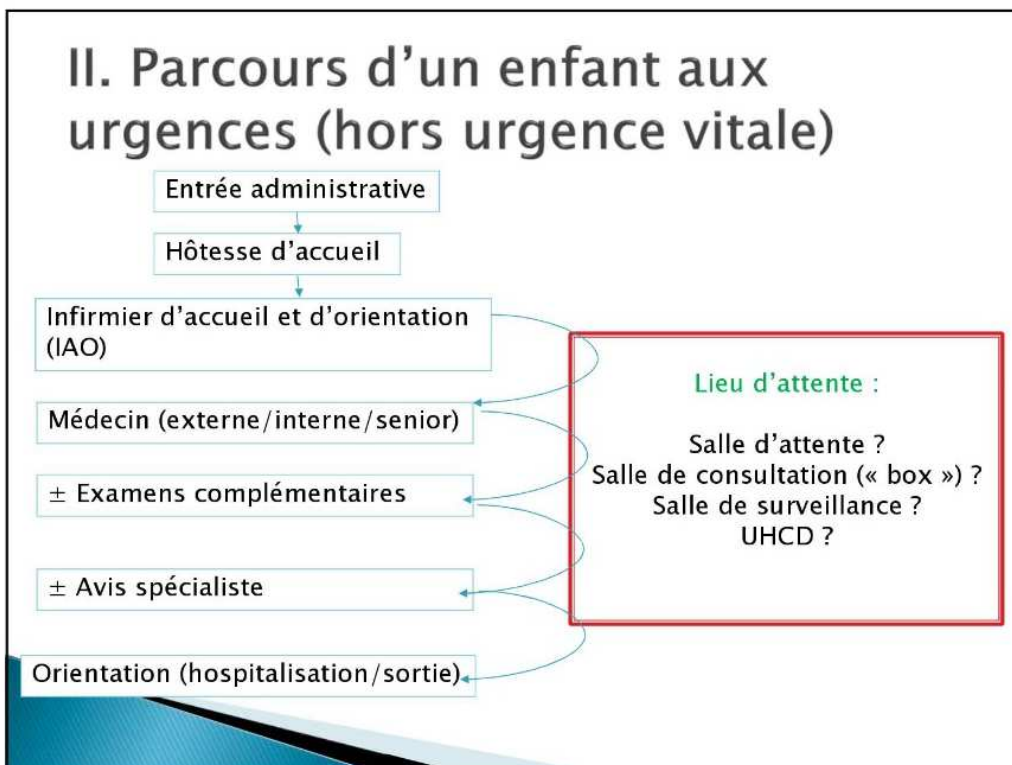 II. Parcours d’un enfant aux
urgences (hors urgence vitale)
Entrée administrative
Hôtesse d’accueil
Infirmier d’accueil et d’orientation
(IAO)
Médecin (externe/interne/senior)
± Examens complémentaires
± Avis spécialiste
Orientation (hospitalisation/sortie)
Lieu d’attente :
Salle d’attente ?
Salle de consultation (« box ») ?
Salle de surveillance ?
UHCD ?